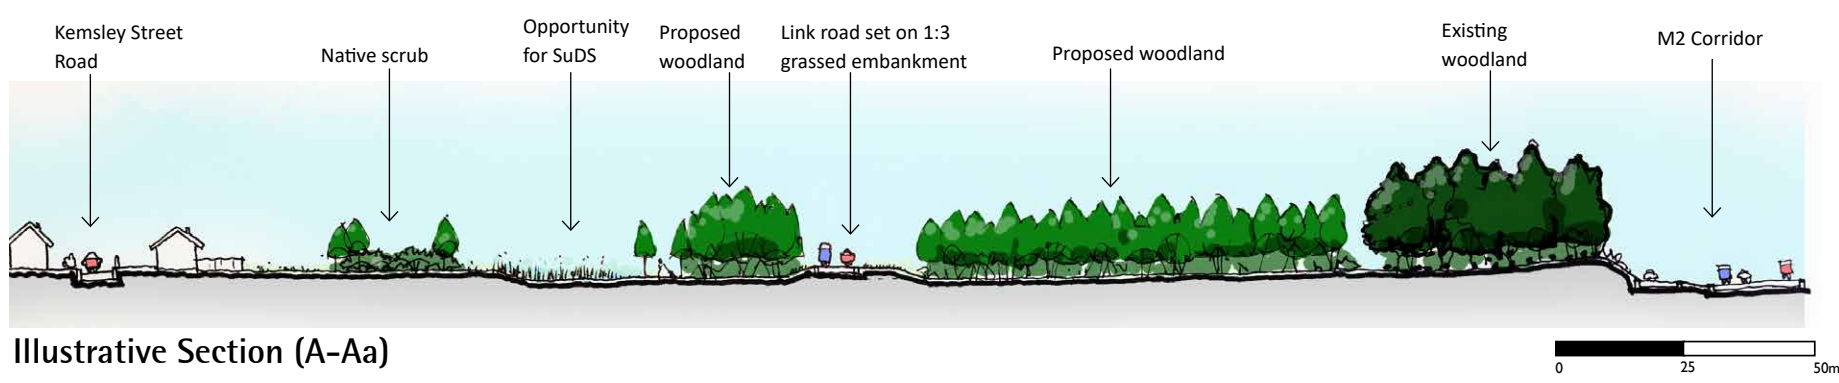 Kemsley Street
Road
Native scrub
Opportunity
for SuDS
Proposed
woodland
Link road set on 1:3
grassed embankment
Proposed woodland
Existing
woodland
M2 Corridor
Illustrative Section (A-Aa)
0 25 50m